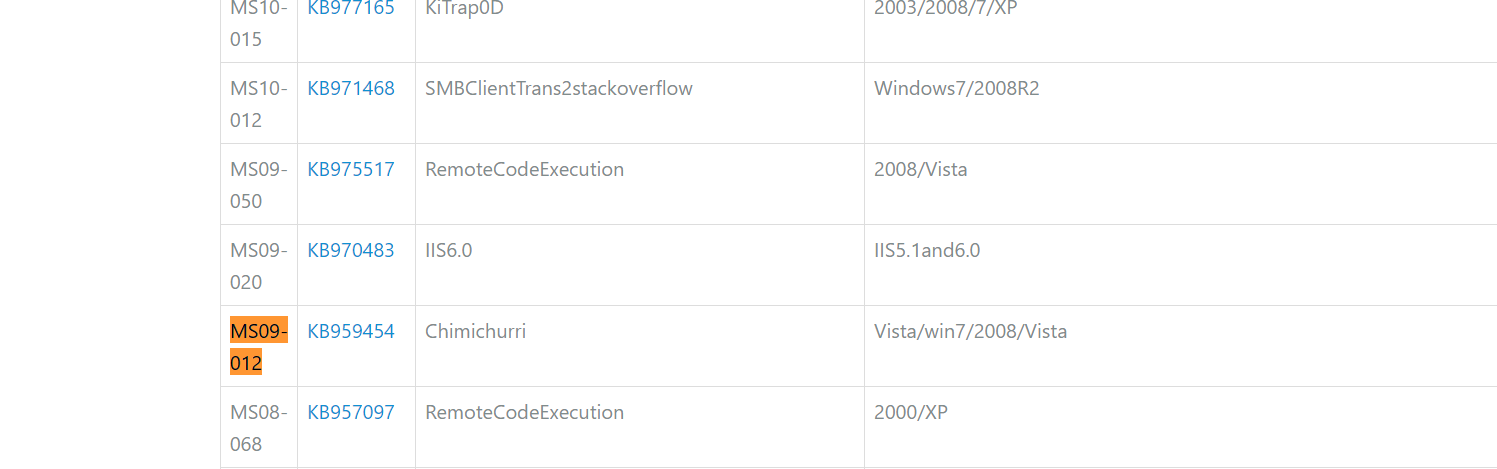 MS10- KB977165 KiTrap0D 2003/2008/7/XP
015
MS10- KB971468 SMBClientTrans2stackoverflow Windows7/2008R2
012
MS09- KB975517 RemoteCodeExecution 2008/Vista
050
MS09- KB970483 IIS6.0 IIS5.1and6.0
020
MS09- KB959454 Chimichurri Vista/win7/2008/Vista
012
MS08- KB957097 RemoteCodeExecution 2000/XP
068